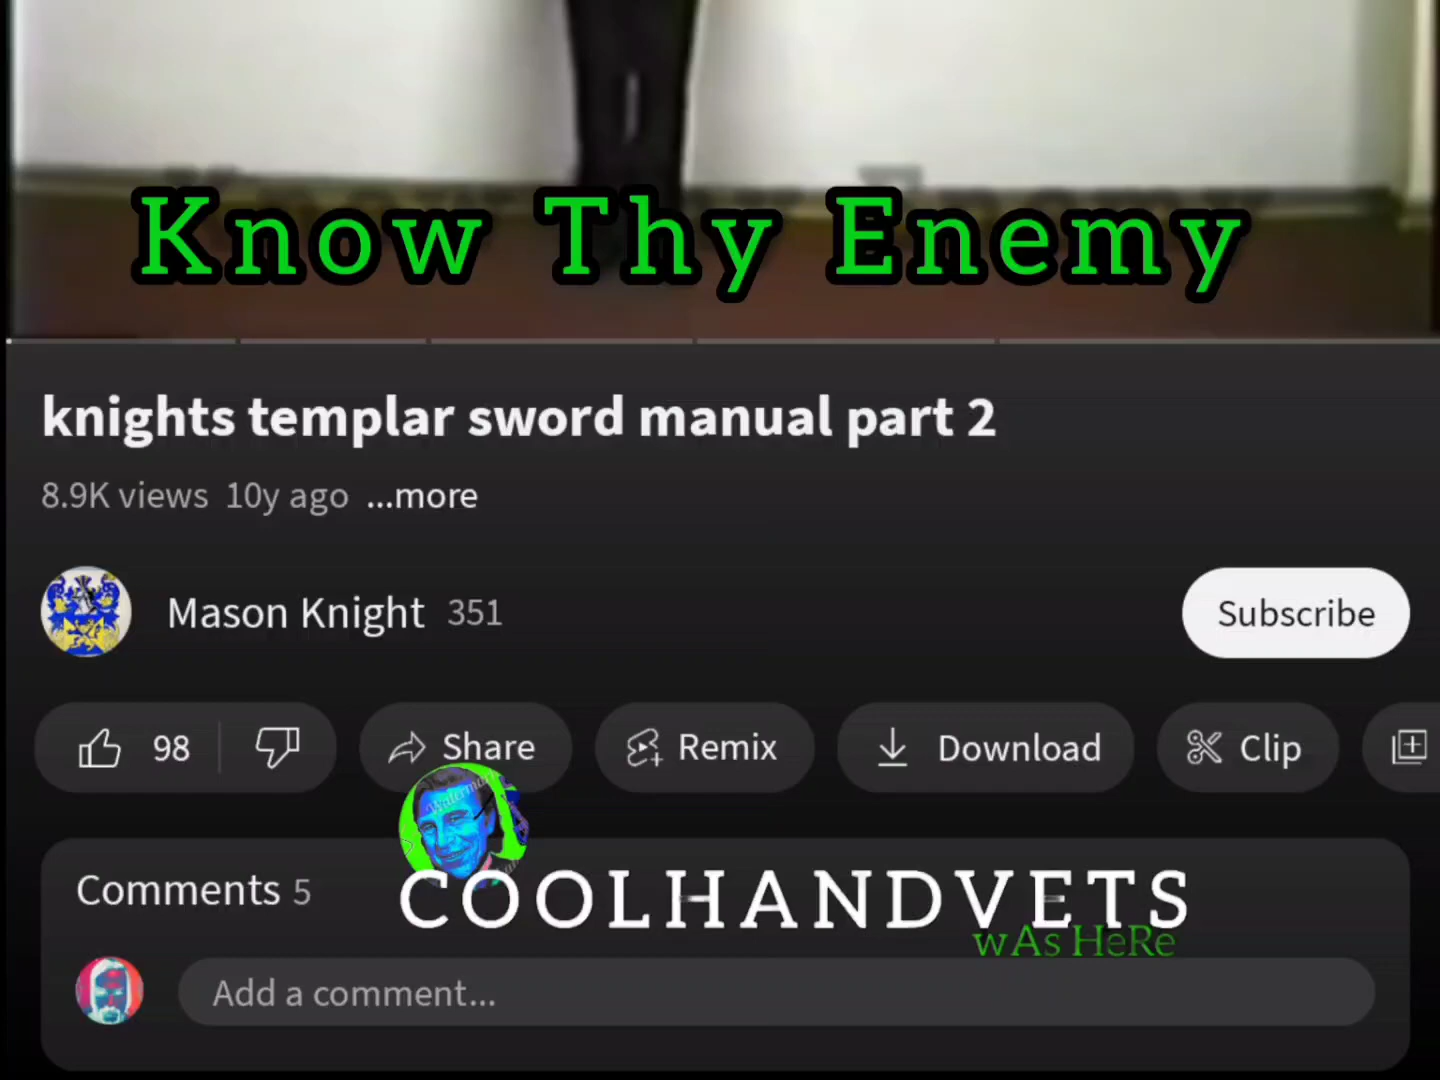 Know Thy Enemy
knights templar sword manual part 2
8.9K views 10y ago ...more
Mason Knight 351
Subscribe
98 Share Remix Download Clip
Comments 5
COOLHANDVETS
wAs HeRe
Add a comment...